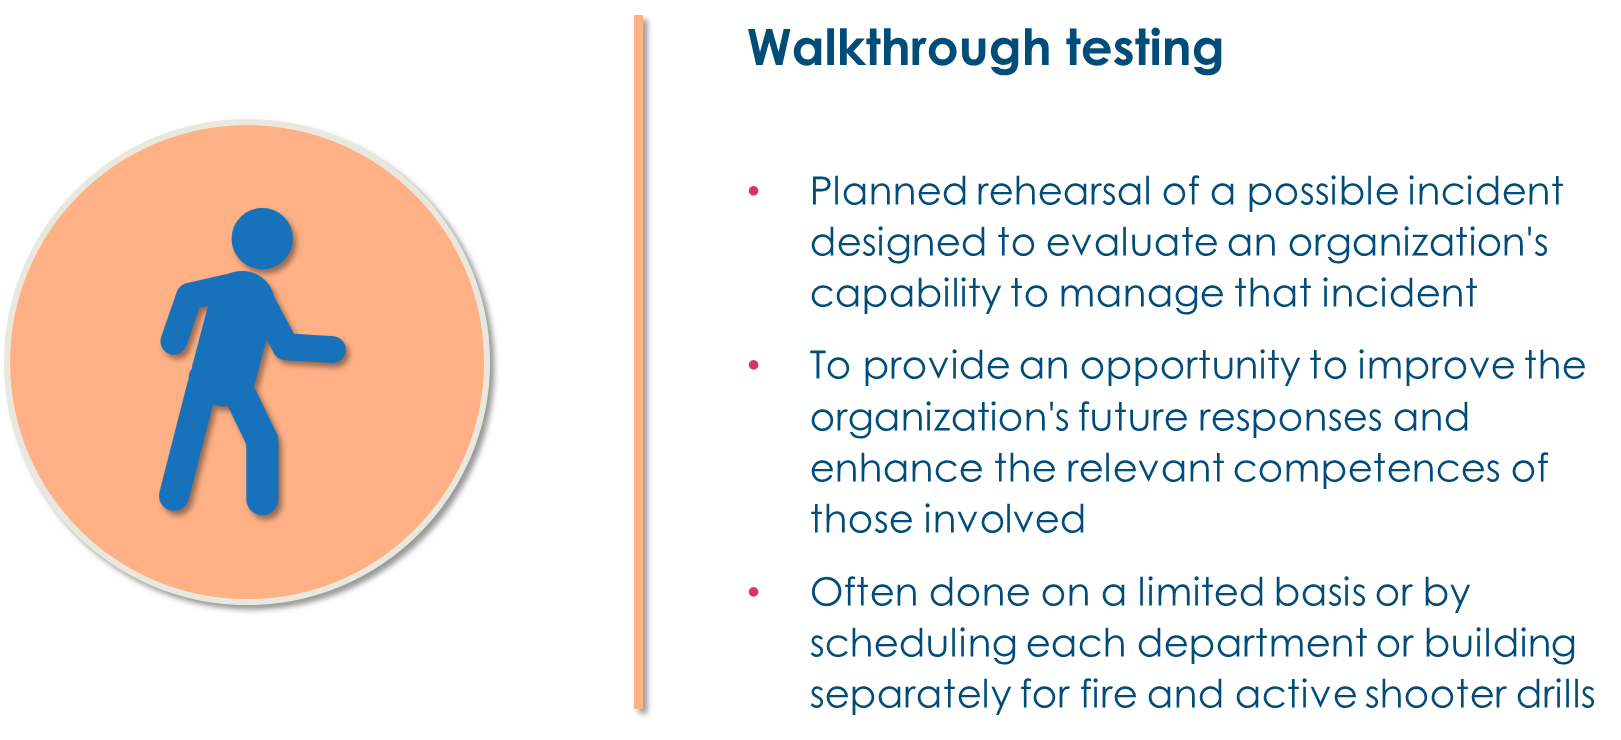 Walkthrough testing
• Planned rehearsal of a possible incident
designed to evaluate an organization's
capability to manage that incident
• To provide an opportunity to improve the
organization's future responses and
enhance the relevant competences of
those involved
• Often done on a limited basis or by
scheduling each department or building
separately for fire and active shooter drills